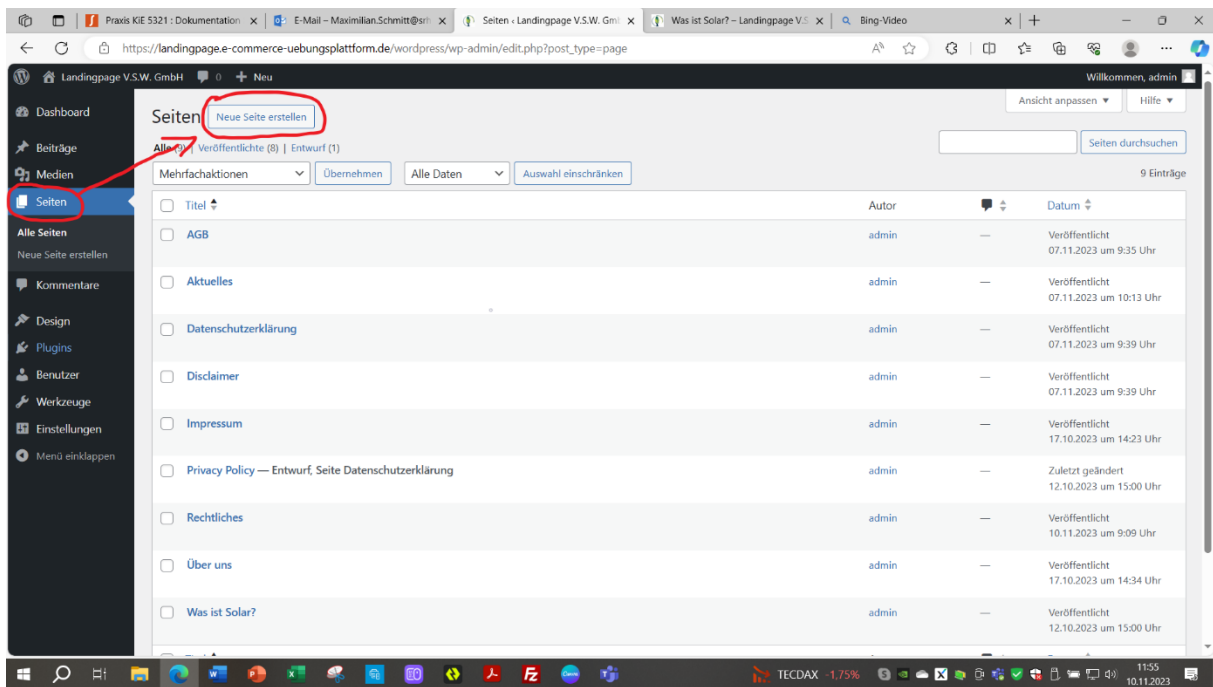 Praxis KiE 5321 : Dokumentation
E-Mail – Maximilian.Schmitt@srh
Seiten ‹ Landingpage V.S.W. Gm
Was ist Solar? – Landingpage V.S
Bing-Video
https://landingpage.e-commerce-uebungsplattform.de/wordpress/wp-admin/edit.php?post_type=page
Landingpage V.S.W. GmbH 0 + Neu
Willkommen, admin
Dashboard
Beiträge
Medien
Seiten
Alle Seiten
Neue Seite erstellen
Kommentare
Design
Plugins
Benutzer
Werkzeuge
Einstellungen
Menü einklappen
Ansicht anpassen ▼ Hilfe ▼
Seiten Neue Seite erstellen
Alle (9) | Veröffentlichte (8) | Entwurf (1)
Seiten durchsuchen
Mehrfachaktionen Übernehmen Alle Daten Auswahl einschränken
9 Einträge
Titel Autor Datum
AGB admin — Veröffentlicht
07.11.2023 um 9:35 Uhr
Aktuelles admin — Veröffentlicht
07.11.2023 um 10:13 Uhr
Datenschutzerklärung admin — Veröffentlicht
07.11.2023 um 9:39 Uhr
Disclaimer admin — Veröffentlicht
07.11.2023 um 9:39 Uhr
Impressum admin — Veröffentlicht
17.10.2023 um 14:23 Uhr
Privacy Policy — Entwurf, Seite Datenschutzerklärung admin — Zuletzt geändert
12.10.2023 um 15:00 Uhr
Rechtliches admin — Veröffentlicht
10.11.2023 um 9:09 Uhr
Über uns admin — Veröffentlicht
17.10.2023 um 14:34 Uhr
Was ist Solar? admin — Veröffentlicht
12.10.2023 um 15:00 Uhr
TECDAX -1,75%
11:55
10.11.2023